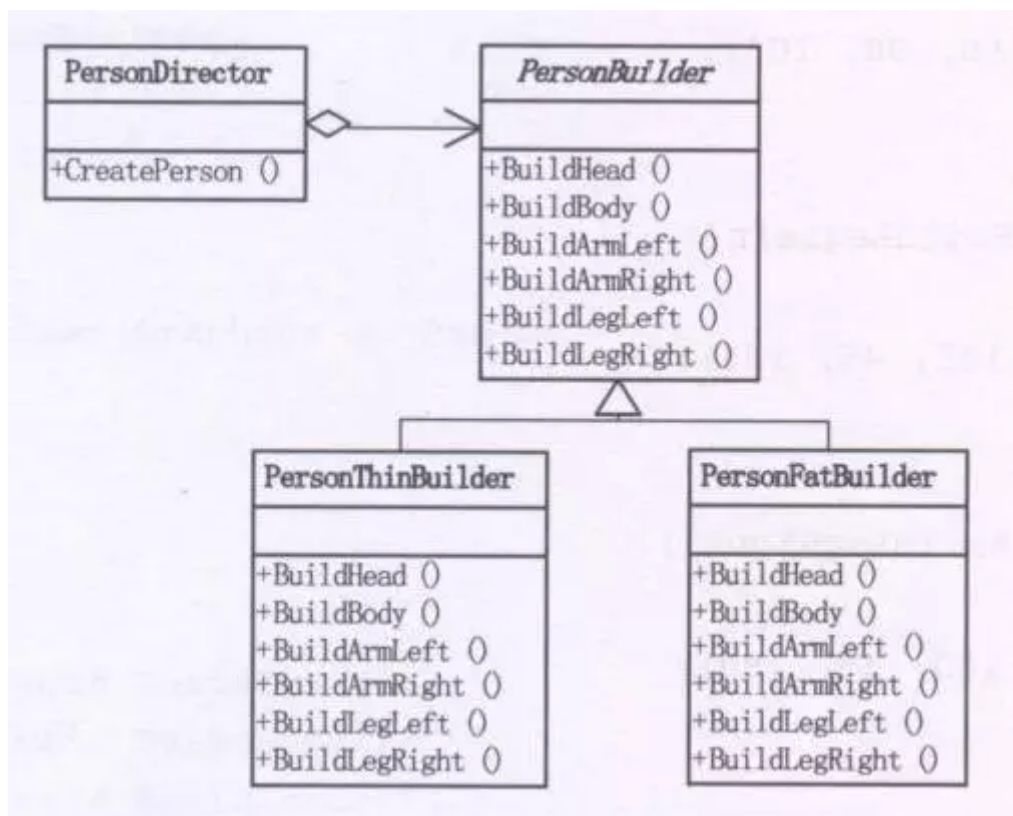 PersonDirector
+CreatePerson ()
PersonBuilder
+BuildHead ()
+BuildBody ()
+BuildArmLeft ()
+BuildArmRight ()
+BuildLegLeft ()
+BuildLegRight ()
PersonThinBuilder
+BuildHead ()
+BuildBody ()
+BuildArmLeft ()
+BuildArmRight ()
+BuildLegLeft ()
+BuildLegRight ()
PersonFatBuilder
+BuildHead ()
+BuildBody ()
+BuildArmLeft ()
+BuildArmRight ()
+BuildLegLeft ()
+BuildLegRight ()